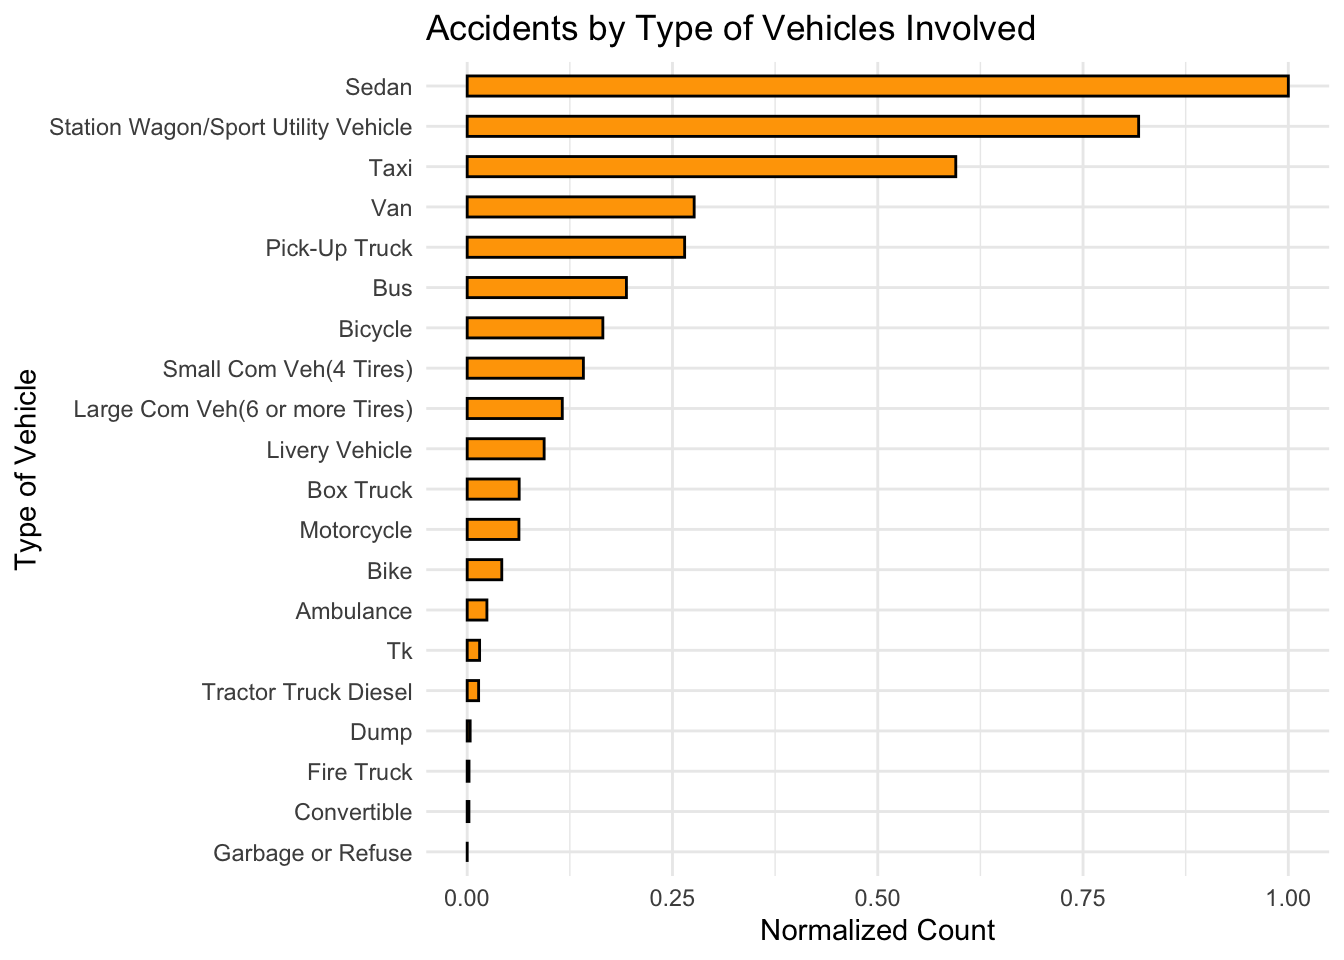 Accidents by Type of Vehicles Involved
Type of Vehicle
Sedan
Station Wagon/Sport Utility Vehicle
Taxi
Van
Pick-Up Truck
Bus
Bicycle
Small Com Veh(4 Tires)
Large Com Veh(6 or more Tires)
Livery Vehicle
Box Truck
Motorcycle
Bike
Ambulance
Tk
Tractor Truck Diesel
Dump
Fire Truck
Convertible
Garbage or Refuse
0.00 0.25 0.50 0.75 1.00
Normalized Count